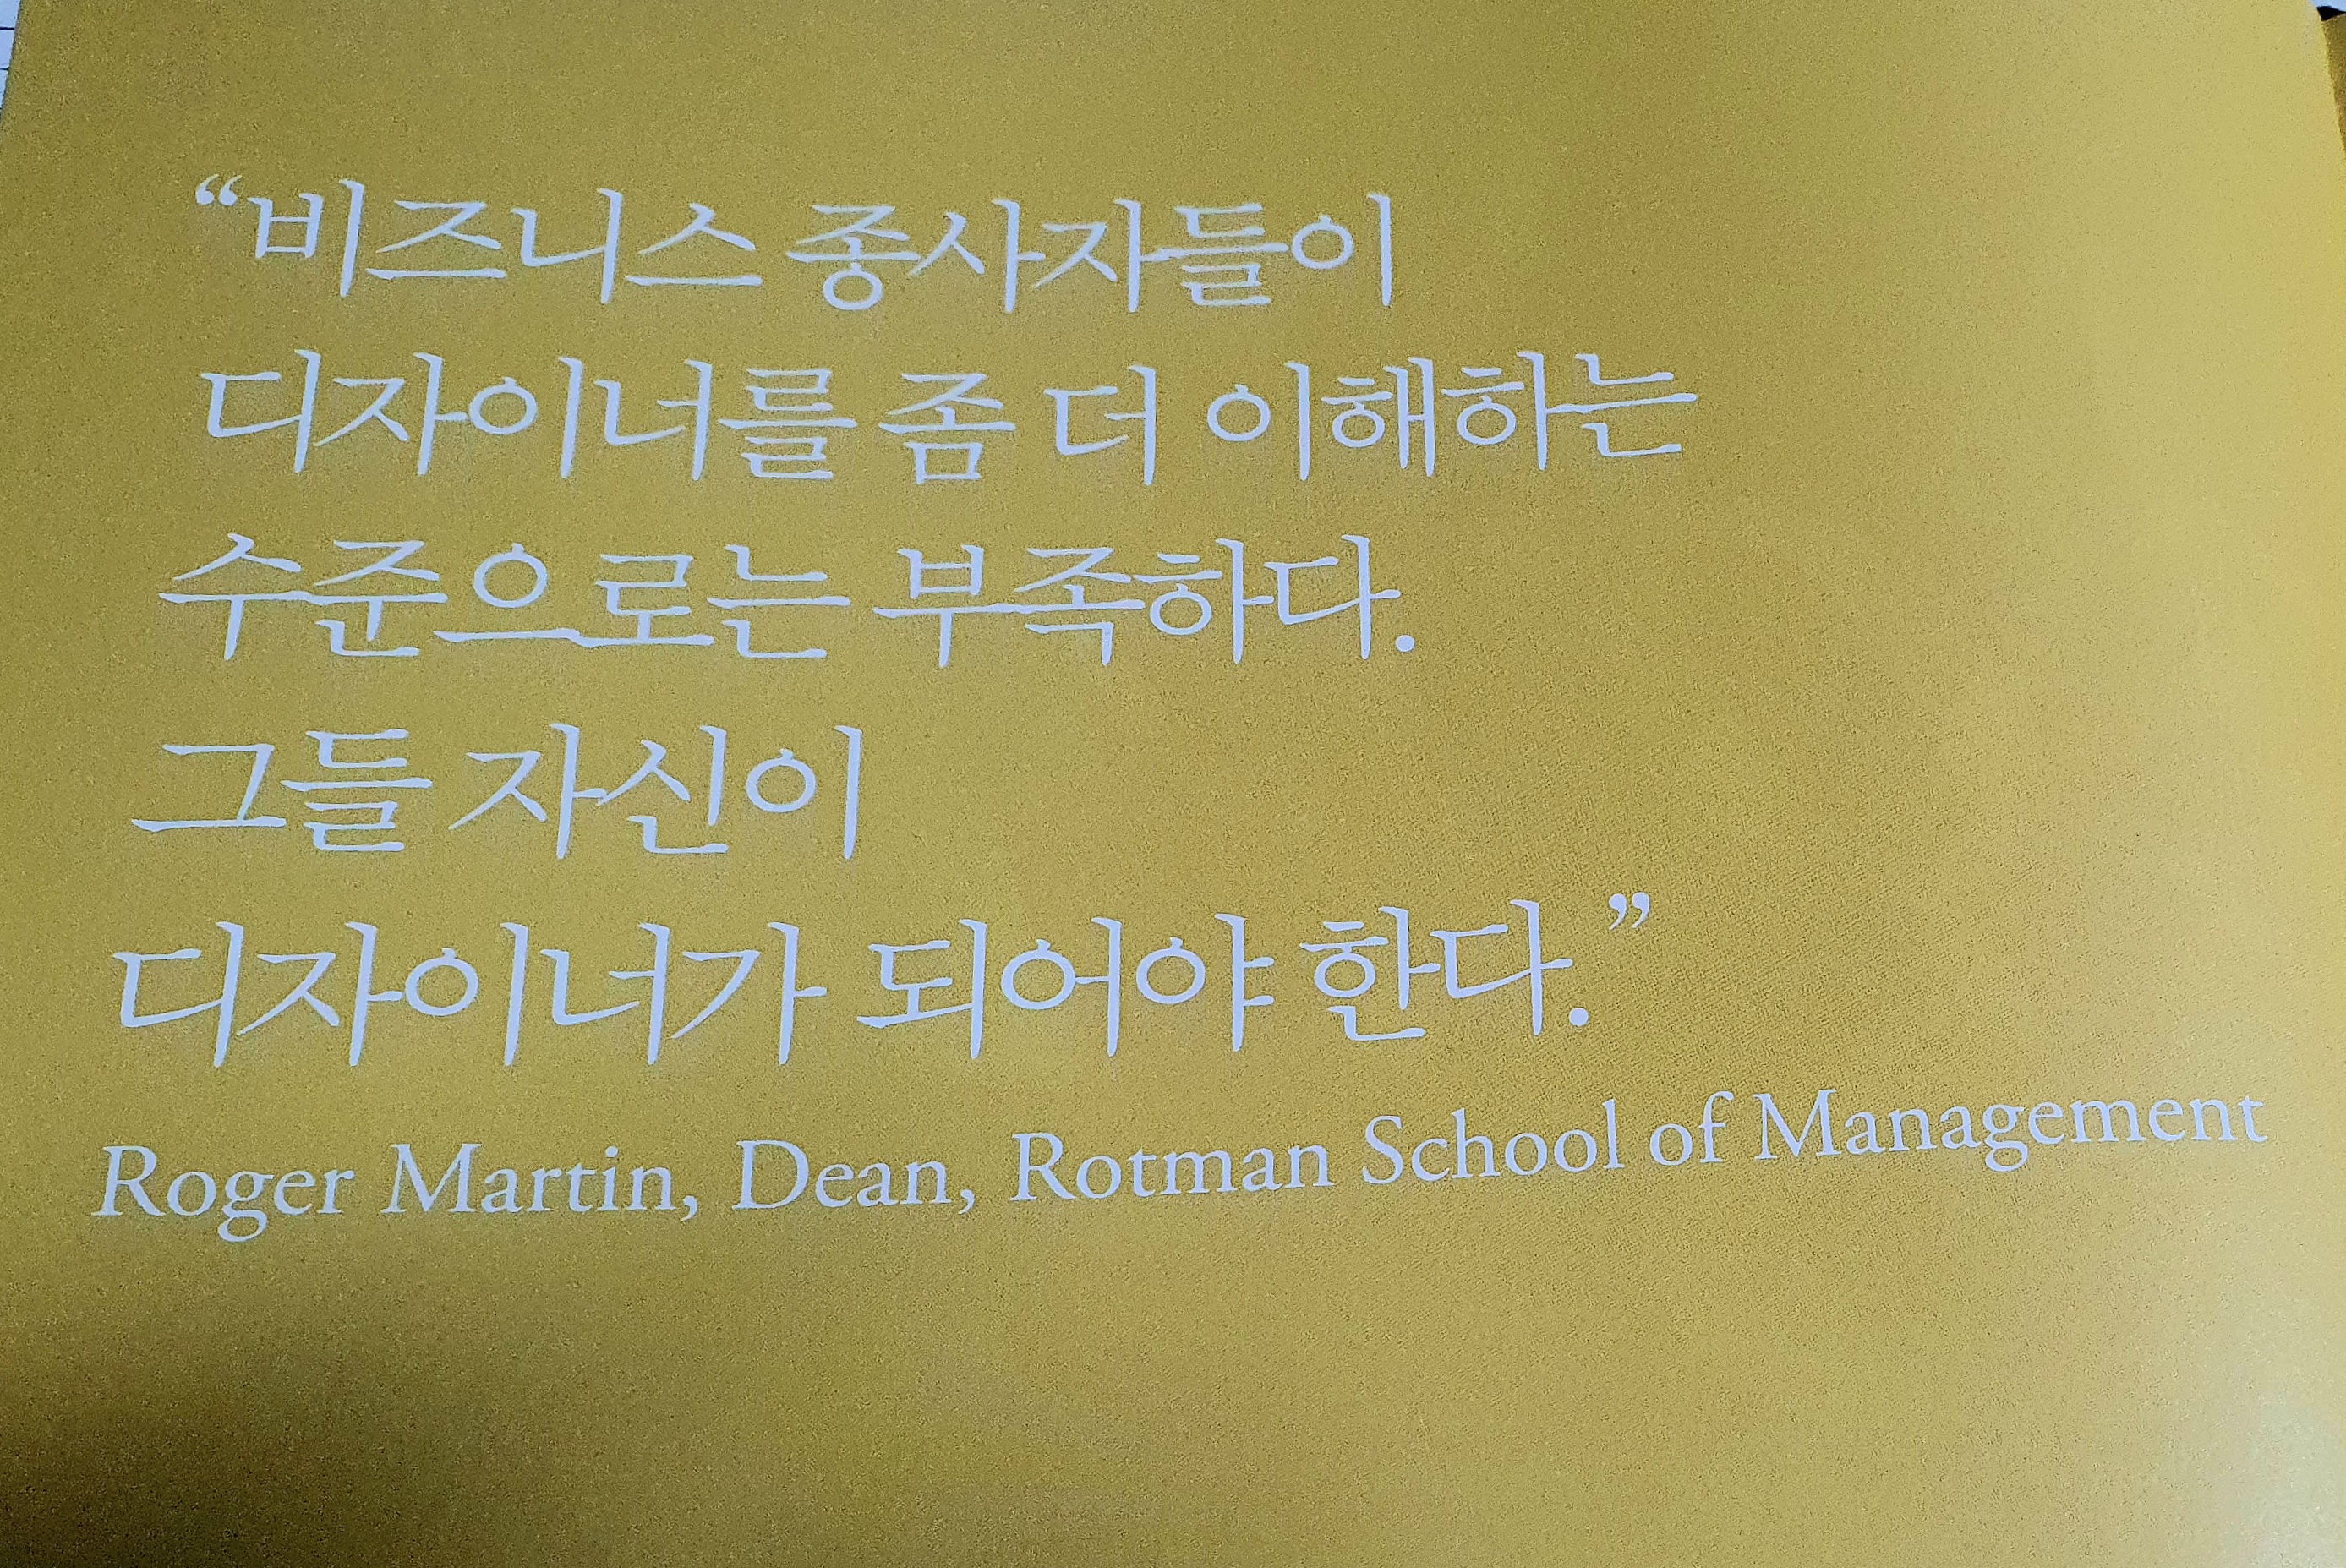 “비즈니스 종사자들이
디자이너를 좀 더 이해하는
수준으로는 부족하다.
그들 자신이
디자이너가 되어야 한다.”
Roger Martin, Dean, Rotman School of Management